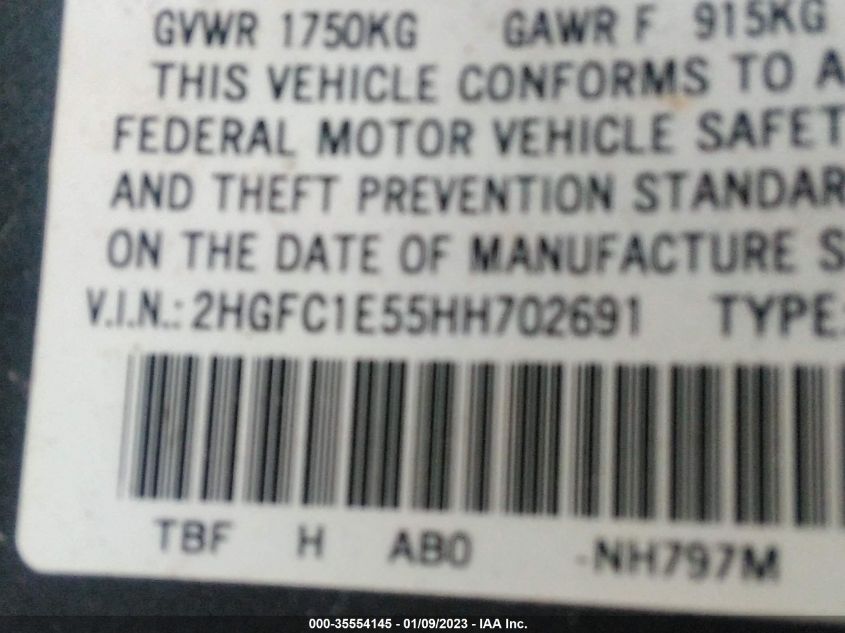 GVWR 1750KG GAWR F 915KG
THIS VEHICLE CONFORMS TO A
FEDERAL MOTOR VEHICLE SAFET
AND THEFT PREVENTION STANDAR
ON THE DATE OF MANUFACTURE S
V.I.N.: 2HGFC1E55HH702691 TYPE:
TBF H AB0 -NH797M
000-35554145 - 01/09/2023 - IAA Inc.